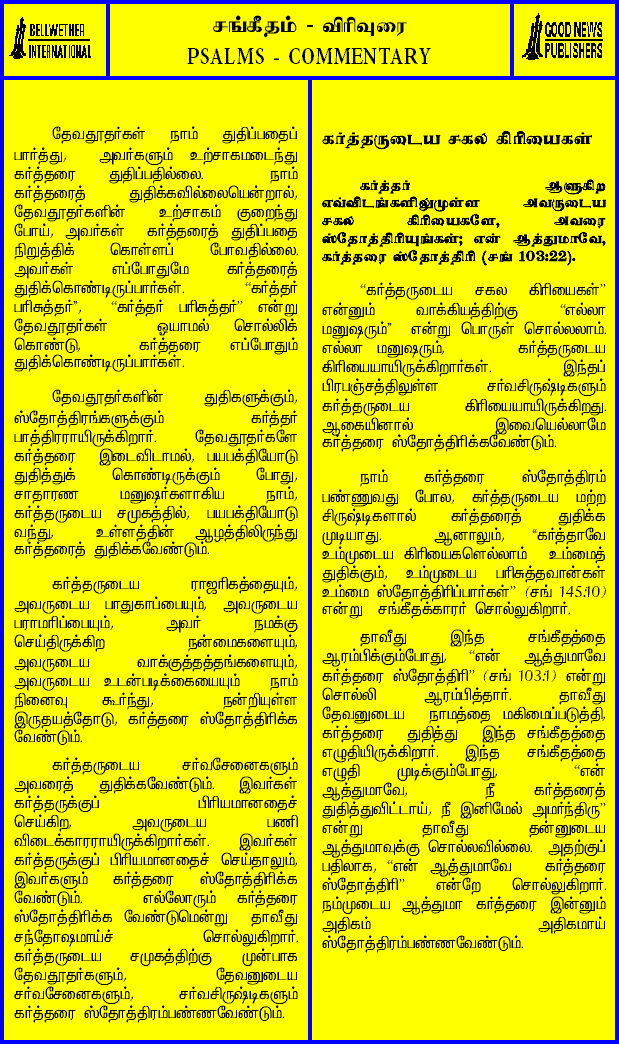 BELLWETHER
INTERNATIONAL
சங்கீதம் - விரிவுரை
PSALMS - COMMENTARY
GOOD NEWS
PUBLISHERS
தேவதூதர்கள் நாம் துதிப்பதைப்
பார்த்து, அவர்களும் உற்சாகமடைந்து
கர்த்தரை துதிப்பதில்லை. நாம்
கர்த்தரைத் துதிக்கவில்லையென்றால்,
தேவதூதர்களின் உற்சாகம் குறைந்து
போய், அவர்கள் கர்த்தரைத் துதிப்பதை
நிறுத்திக் கொள்ளப் போவதில்லை.
அவர்கள் எப்போதுமே கர்த்தரைத்
துதிக்கொண்டிருப்பார்கள். “கர்த்தர்
பரிசுத்தர்”, “கர்த்தர் பரிசுத்தர்” என்று
தேவதூதர்கள் ஓயாமல் சொல்லிக்
கொண்டு, கர்த்தரை எப்போதும்
துதிக்கொண்டிருப்பார்கள்.
தேவதூதர்களின் துதிகளுக்கும்,
ஸ்தோத்திரங்களுக்கும் கர்த்தர்
பாத்திரராயிருக்கிறார். தேவதூதர்களே
கர்த்தரை இடைவிடாமல், பயபக்தியோடு
துதித்துக் கொண்டிருக்கும் போது,
சாதாரண மனுஷர்களாகிய நாம்,
கர்த்தருடைய சமுகத்தில், பயபக்தியோடு
வந்து, உள்ளத்தின் ஆழத்திலிருந்து
கர்த்தரைத் துதிக்கவேண்டும்.
கர்த்தருடைய ராஜரிகத்தையும்,
அவருடைய பாதுகாப்பையும், அவருடைய
பராமரிப்பையும், அவர் நமக்கு
செய்திருக்கிற நன்மைகளையும்,
அவருடைய வாக்குத்தத்தங்களையும்,
அவருடைய உடன்படிக்கையையும் நாம்
நினைவு கூர்ந்து, நன்றியுள்ள
இருதயத்தோடு, கர்த்தரை ஸ்தோத்திரிக்க
வேண்டும்.
கர்த்தருடைய சர்வசேனைகளும்
அவரைத் துதிக்கவேண்டும். இவர்கள்
கர்த்தருக்குப் பிரியமானதைச்
செய்கிற, அவருடைய பணி
விடைக்காரராயிருக்கிறார்கள். இவர்கள்
கர்த்தருக்குப் பிரியமானதைச் செய்தாலும்,
இவர்களும் கர்த்தரை ஸ்தோத்திரிக்க
வேண்டும். எல்லோரும் கர்த்தரை
ஸ்தோத்திரிக்க வேண்டுமென்று தாவீது
சந்தோஷமாய்ச் சொல்லுகிறார்.
கர்த்தருடைய சமுகத்திற்கு முன்பாக
தேவதூதர்களும், தேவனுடைய
சர்வசேனைகளும், சர்வசிருஷ்டிகளும்
கர்த்தரை ஸ்தோத்திரம்பண்ணவேண்டும்.
கர்த்தருடைய சகல கிரியைகள்
கர்த்தர் ஆளுகிற
எவ்விடங்களிலுமுள்ள அவருடைய
சகல கிரியைகளே, அவரை
ஸ்தோத்திரியுங்கள்; என் ஆத்துமாவே,
கர்த்தரை ஸ்தோத்திரி (சங் 103:22).
“கர்த்தருடைய சகல கிரியைகள்”
என்னும் வாக்கியத்திற்கு “எல்லா
மனுஷரும்” என்று பொருள் சொல்லலாம்.
எல்லா மனுஷரும், கர்த்தருடைய
கிரியையாயிருக்கிறார்கள். இந்தப்
பிரபஞ்சத்திலுள்ள சர்வசிருஷ்டிகளும்
கர்த்தருடைய கிரியையாயிருக்கிறது.
ஆகையினால் இவையெல்லாமே
கர்த்தரை ஸ்தோத்திரிக்கவேண்டும்.
நாம் கர்த்தரை ஸ்தோத்திரம்
பண்ணுவது போல, கர்த்தருடைய மற்ற
சிருஷ்டிகளால் கர்த்தரைத் துதிக்க
முடியாது. ஆனாலும், “கர்த்தாவே
உம்முடைய கிரியைகளெல்லாம் உம்மைத்
துதிக்கும், உம்முடைய பரிசுத்தவான்கள்
உம்மை ஸ்தோத்திரிப்பார்கள்” (சங் 145:10)
என்று சங்கீதக்காரர் சொல்லுகிறார்.
தாவீது இந்த சங்கீதத்தை
ஆரம்பிக்கும்போது, “என் ஆத்துமாவே
கர்த்தரை ஸ்தோத்திரி” (சங் 103:1) என்று
சொல்லி ஆரம்பித்தார். தாவீது
தேவனுடைய நாமத்தை மகிமைப்படுத்தி,
கர்த்தரை துதித்து இந்த சங்கீதத்தை
எழுதியிருக்கிறார். இந்த சங்கீதத்தை
எழுதி முடிக்கும்போது, “என்
ஆத்துமாவே, நீ கர்த்தரைத்
துதித்துவிட்டாய், நீ இனிமேல் அமர்ந்திரு”
என்று தாவீது தன்னுடைய
ஆத்துமாவுக்கு சொல்லவில்லை. அதற்குப்
பதிலாக, “என் ஆத்துமாவே கர்த்தரை
ஸ்தோத்திரி” என்றே சொல்லுகிறார்.
நம்முடைய ஆத்துமா கர்த்தரை இன்னும்
அதிகம் அதிகமாய்
ஸ்தோத்திரம்பண்ணவேண்டும்.